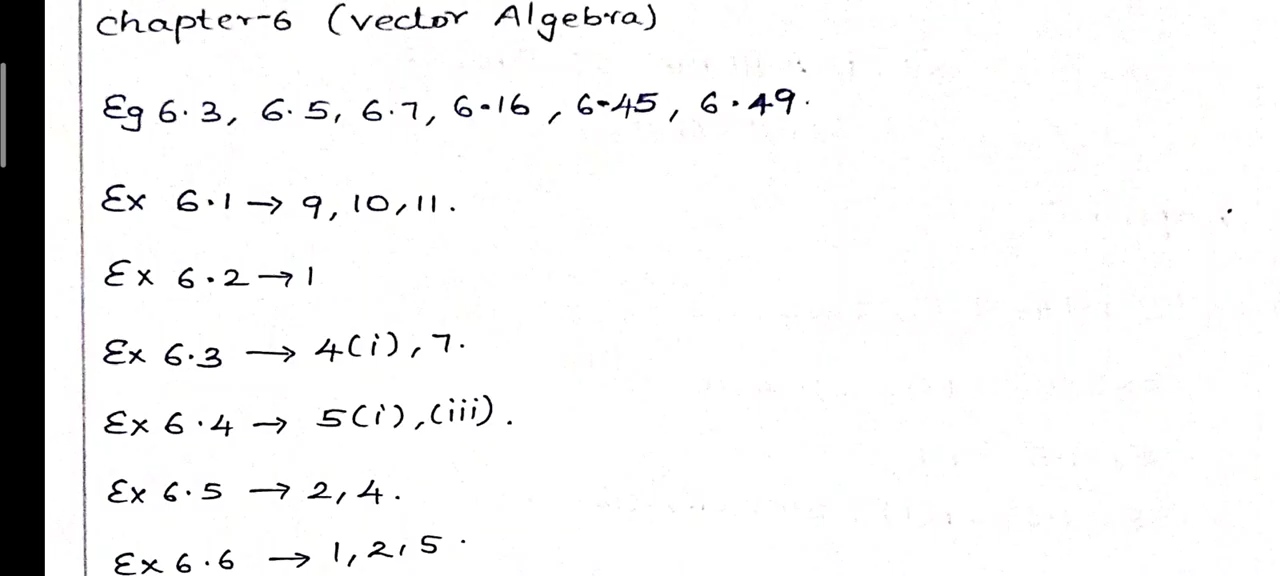 Chapter-6 (vector Algebra)
Eg 6.3, 6.5, 6.7, 6.16, 6.45, 6.49.
Ex 6.1 → 9, 10, 11.
Ex 6.2 → 1
Ex 6.3 → 4(i), 7.
Ex 6.4 → 5(i), (iii).
Ex 6.5 → 2, 4.
Ex 6.6 → 1, 2, 5.